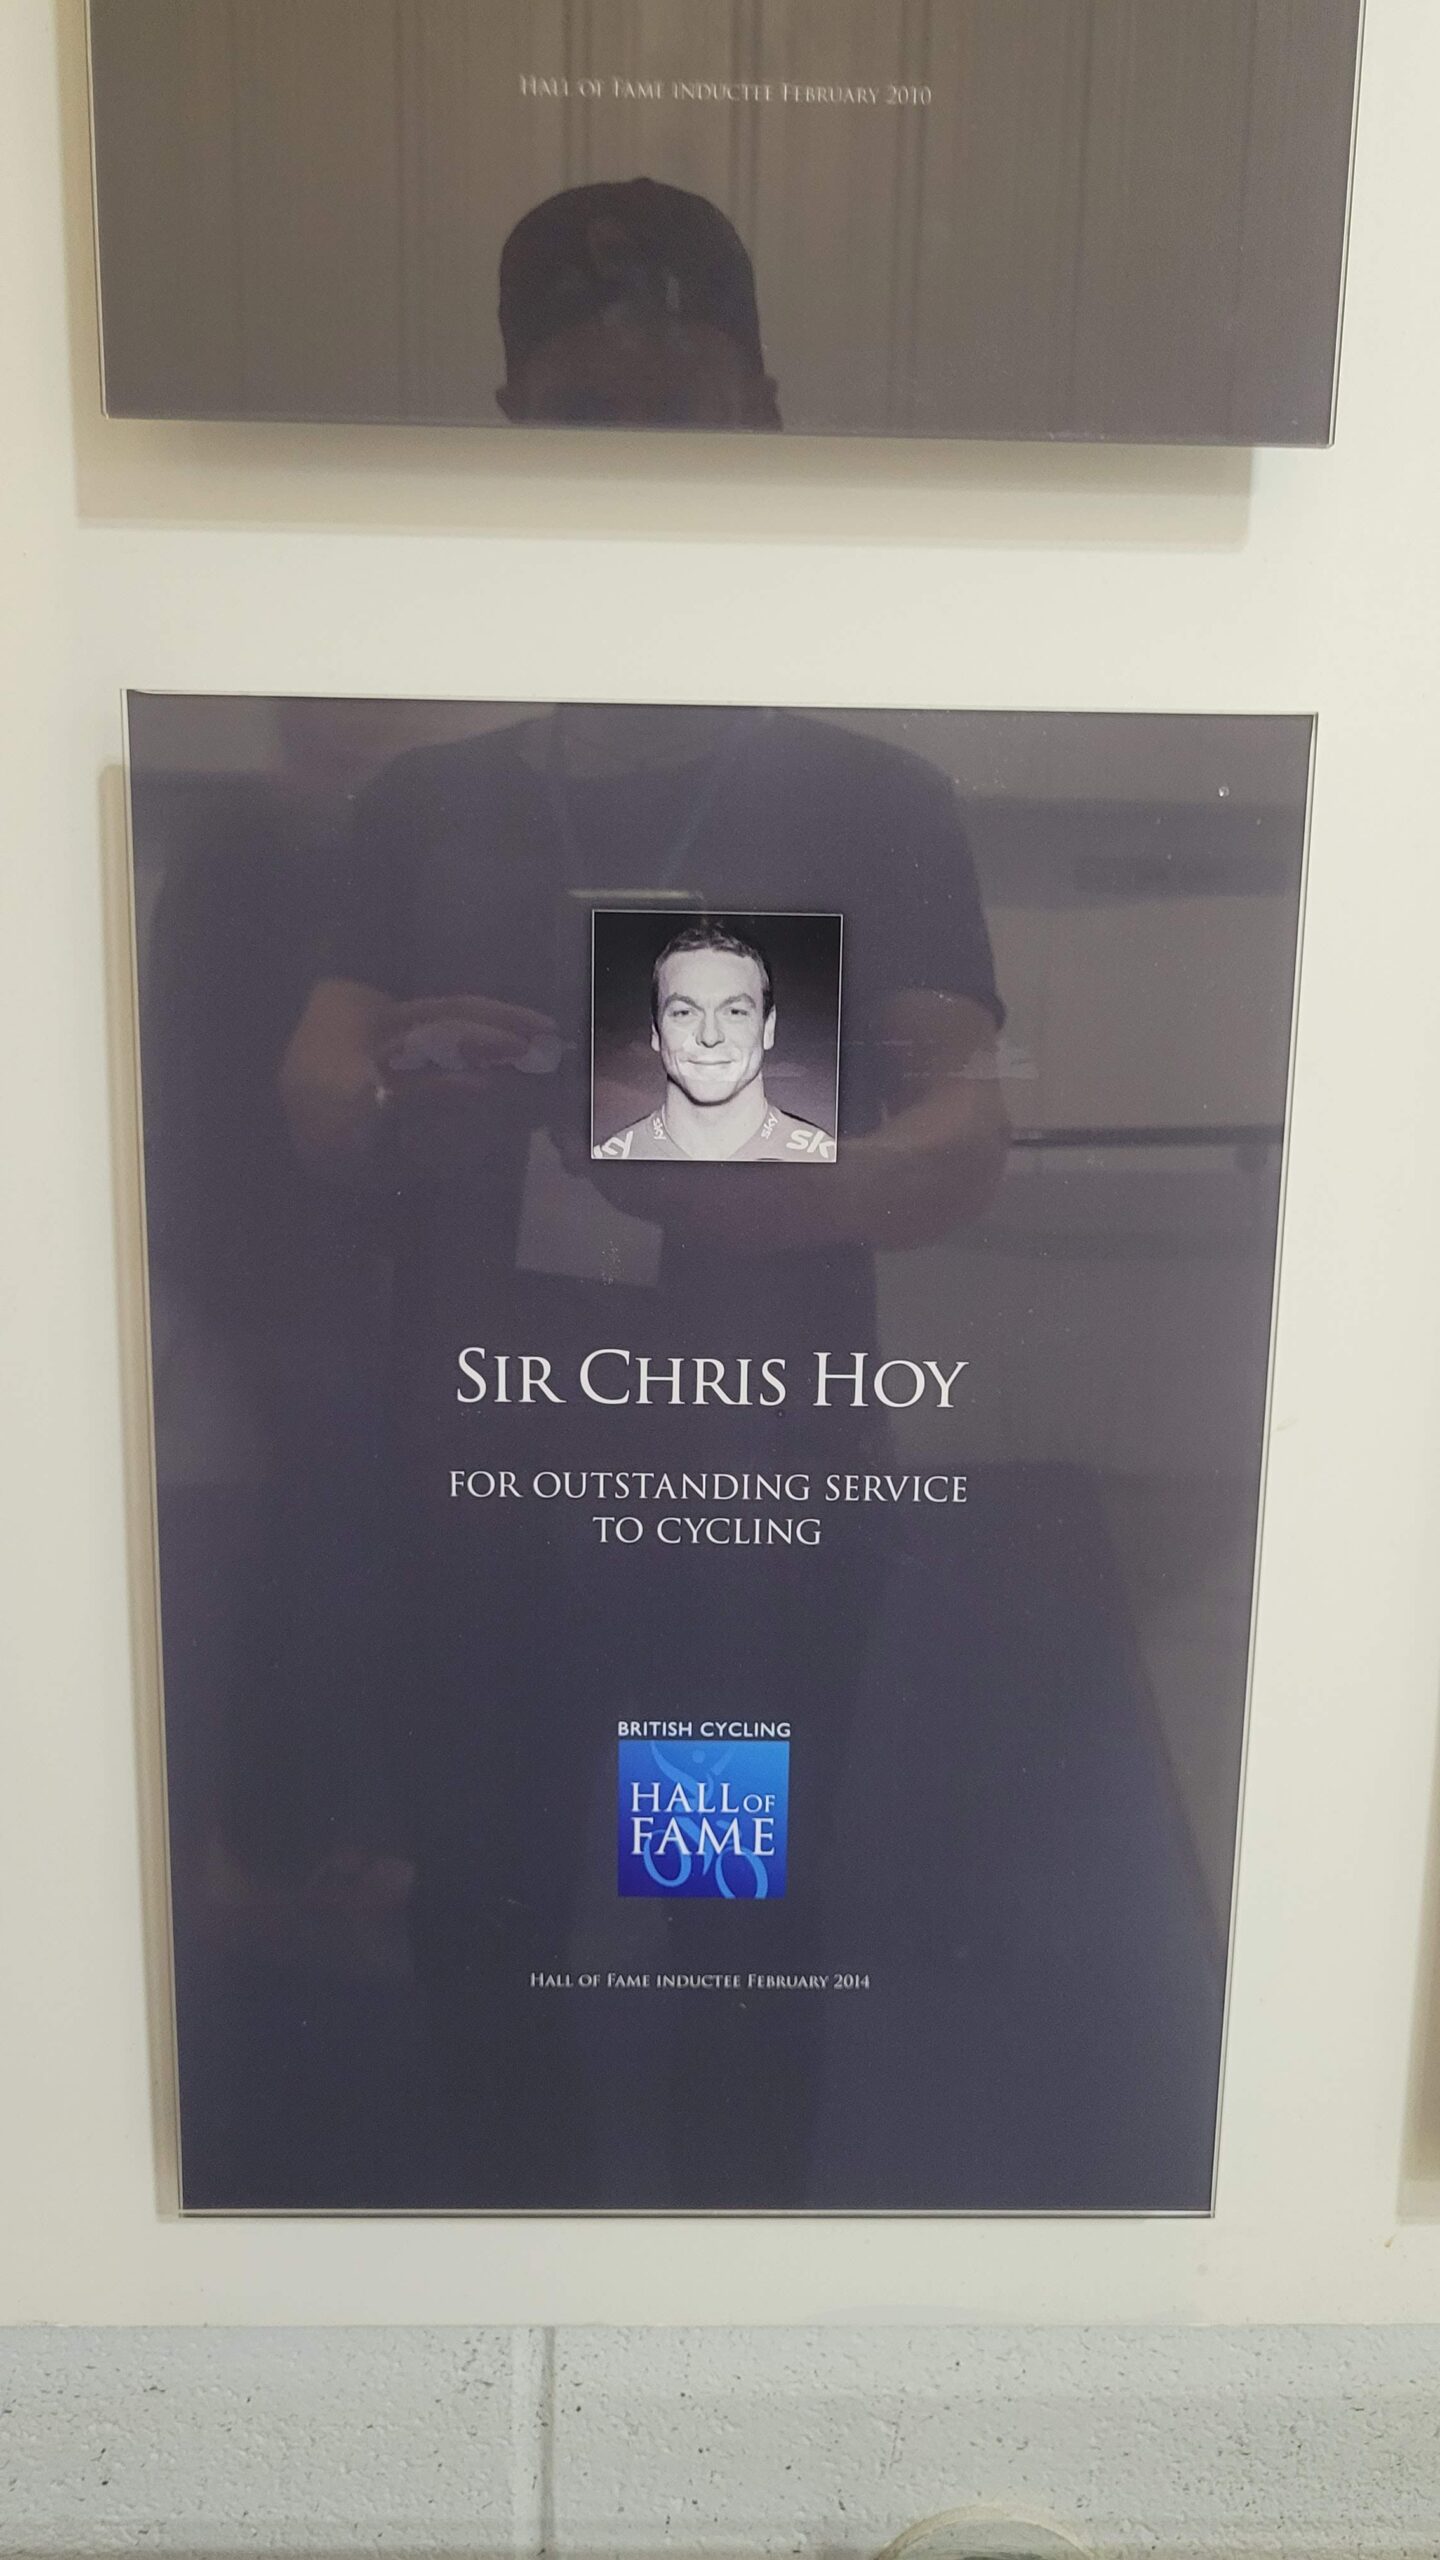 HALL OF FAME INDUCTEE FEBRUARY 2010
sky sky sk
SIR CHRIS HOY
FOR OUTSTANDING SERVICE
TO CYCLING
BRITISH CYCLING
HALL OF
FAME
HALL OF FAME INDUCTEE FEBRUARY 2014